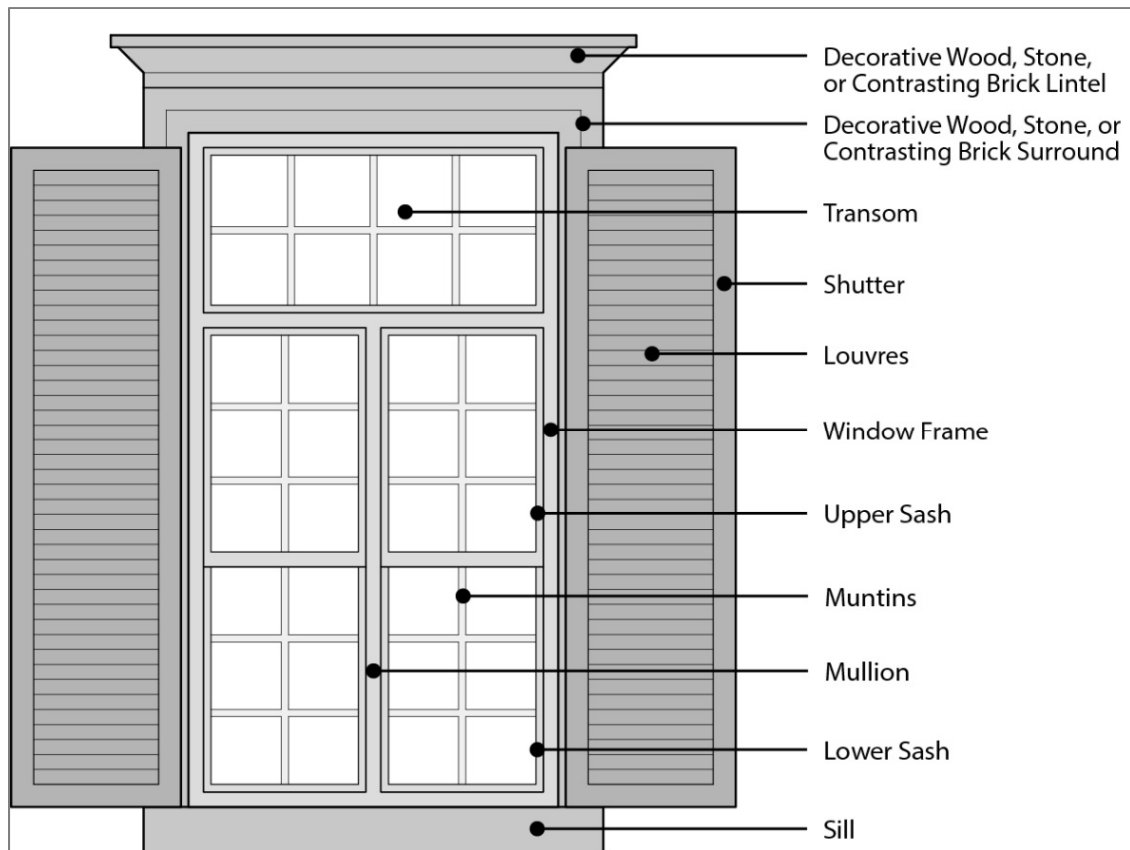 Decorative Wood, Stone,
or Contrasting Brick Lintel
Decorative Wood, Stone, or
Contrasting Brick Surround
Transom
Shutter
Louvres
Window Frame
Upper Sash
Muntins
Mullion
Lower Sash
Sill